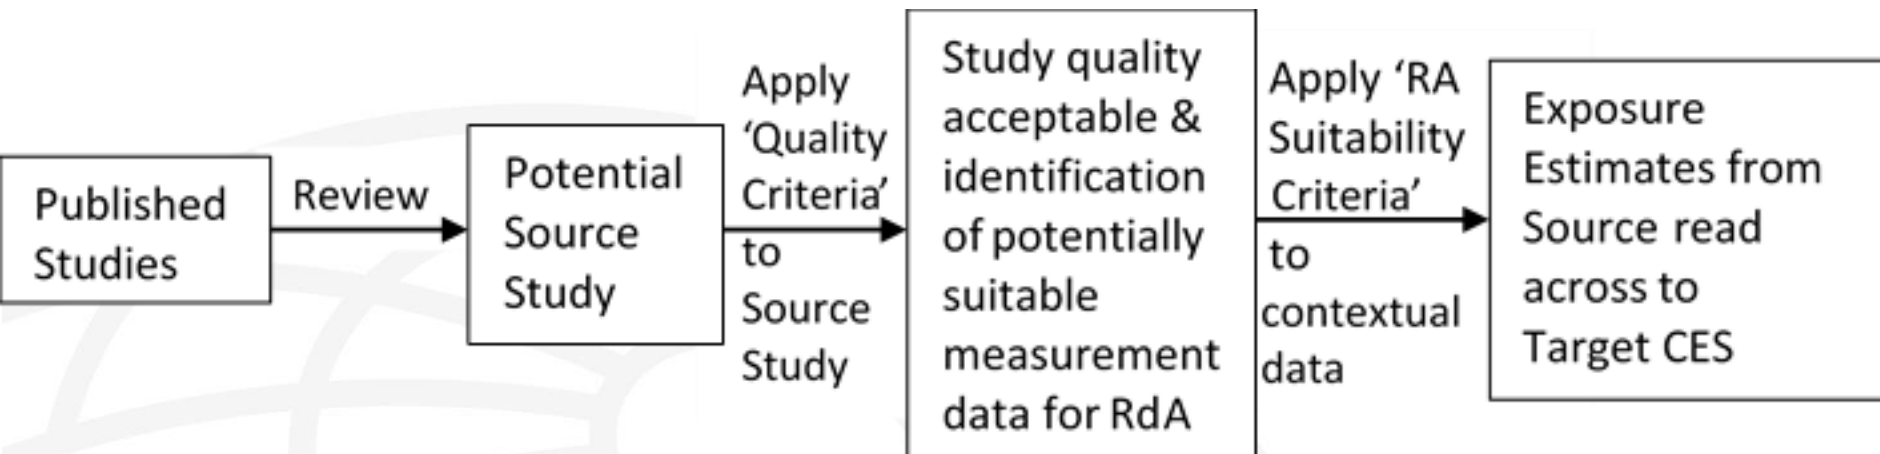 Published
Studies
Review
Potential
Source
Study
Apply
‘Quality
Criteria’
to
Source
Study
Study quality
acceptable &
identification
of potentially
suitable
measurement
data for RdA
Apply ‘RA
Suitability
Criteria’
to
contextual
data
Exposure
Estimates from
Source read
across to
Target CES